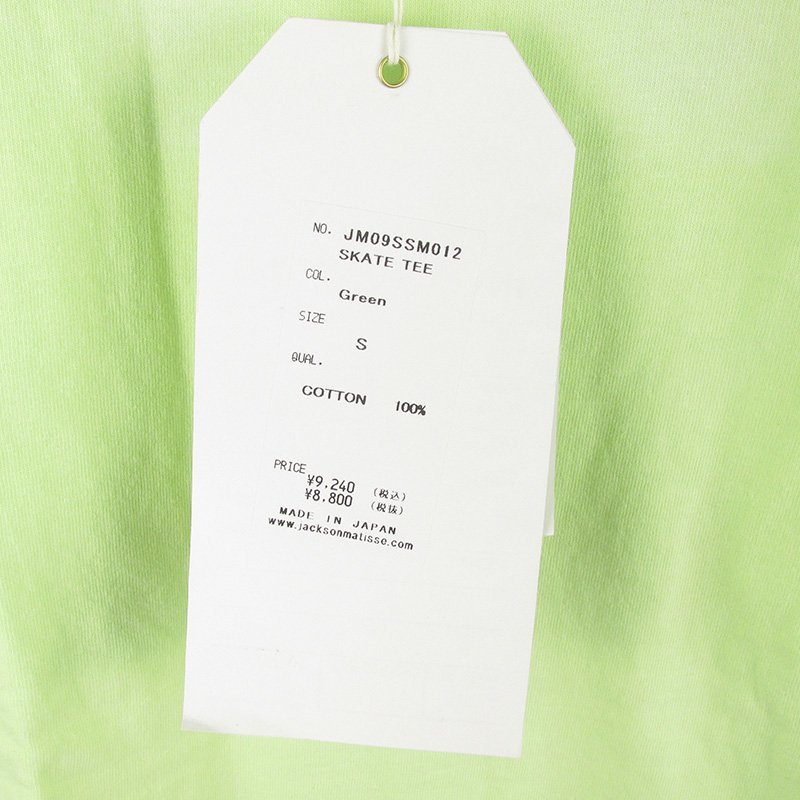 NO. JM09SSM012
SKATE TEE
COL.
Green
SIZE
S
QUAL.
COTTON 100%
PRICE
¥9,240 (税込)
¥8,800 (税抜)
MADE IN JAPAN
www.jacksonmatisse.com